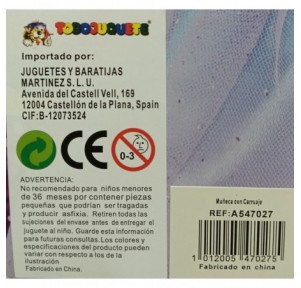 TODOJUGUETE
Importado por:
JUGUETES Y BARATIJAS
MARTINEZ S. L. U.
Avenida del Castell Vell, 169
12004 Castellón de la Plana, Spain
CIF:B-12073524
CE
0-3
ADVERTENCIA:
No recomendado para niños menores
de 36 meses por contener piezas
pequeñas que podrían ser tragadas
y producir asfixia. Retiren todas las
sujeciones del envase antes de entregar el
juguete al niño. Guarde esta información
para futuras consultas. Los colores y
especificaciones del producto pueden
variar con respecto a los de la
ilustración.
Fabricado en China.
Muñeca con Carruaje
REF:A547027
1 012005 470275
Fabricado en China